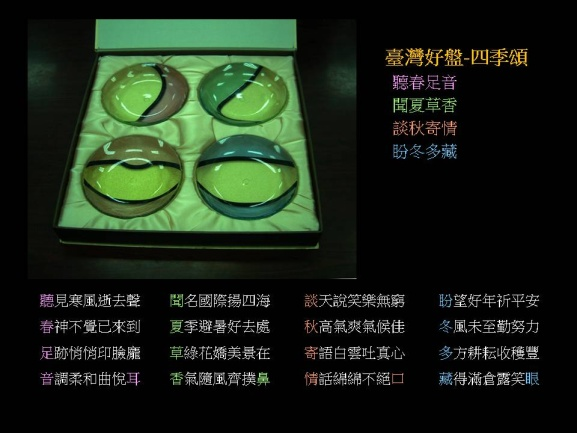 臺灣好盤-四季頌
聽春足音
聞夏草香
談秋寄情
盼冬多藏
聽見寒風逝去聲
春神不覺已來到
足跡悄悄印臉龐
音調柔和曲悅耳
聞名國際揚四海
夏季避暑好去處
草綠花嬌美景在
香氣隨風齊撲鼻
談天說笑樂無窮
秋高氣爽氣候佳
寄語白雲吐真心
情話綿綿不絕口
盼望好年祈平安
冬風未至勤努力
多方耕耘收穫豐
藏得滿倉露笑眼